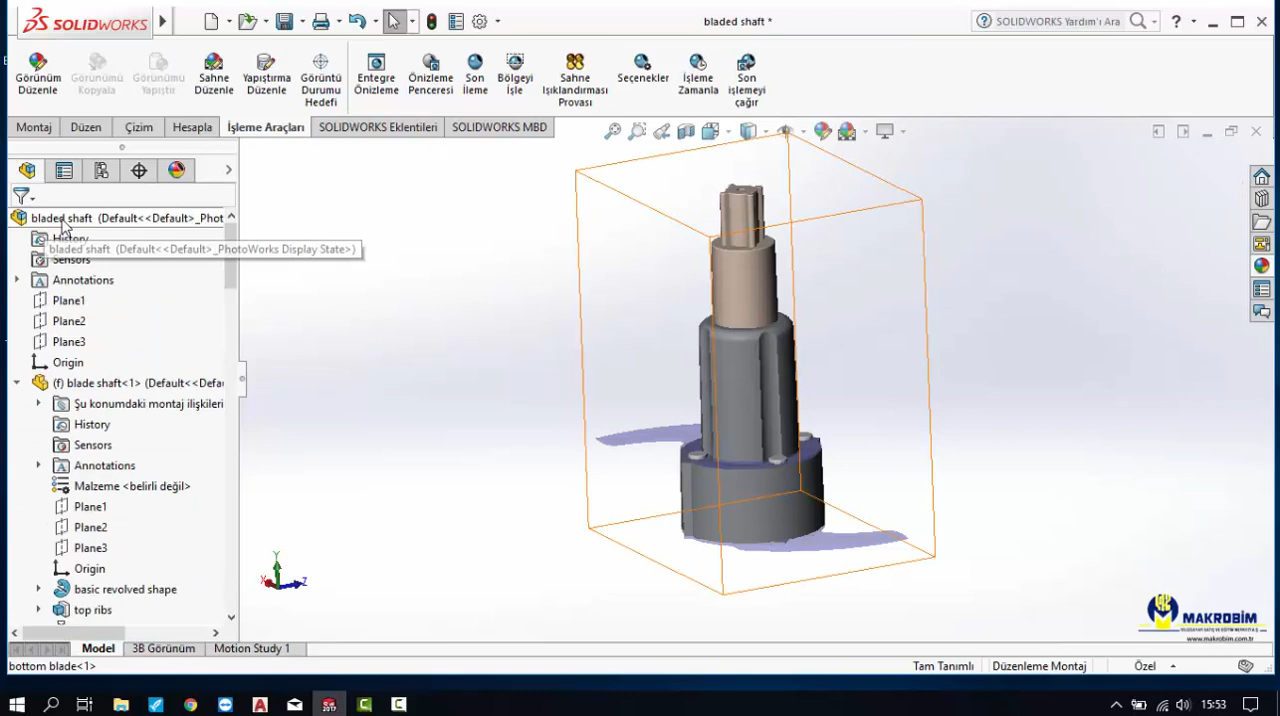 SOLIDWORKS
bladed shaft *
SOLIDWORKS Yardım'ı Ara
?
Görünüm Düzenle
Görünümü Kopyala
Görünümü Yapıştır
Sahne Düzenle
Yapıştırma Düzenle
Görüntü Durumu Hedefi
Entegre Önizleme
Önizleme Penceresi
Son İleme
Bölgeyi İşle
Sahne Işıklandırması Provası
Seçenekler
İşleme Zamanla
Son işlemeyi çağır
Montaj
Düzen
Çizim
Hesapla
İşleme Araçları
SOLIDWORKS Eklentileri
SOLIDWORKS MBD
bladed shaft (Default<<Default>_Phot
History
bladed shaft (Default<<Default>_PhotoWorks Display State>)
Sensors
Annotations
Plane1
Plane2
Plane3
Origin
(f) blade shaft<1> (Default<<Defa
Şu konumdaki montaj ilişkileri
History
Sensors
Annotations
Malzeme <belirli değil>
Plane1
Plane2
Plane3
Origin
basic revolved shape
top ribs
Y
X
Z
MAKROBİM
www.makrobim.com.tr
Model
3B Görünüm
Motion Study 1
bottom blade<1>
Tam Tanımlı
Düzenleme Montaj
Özel
2017
15:53